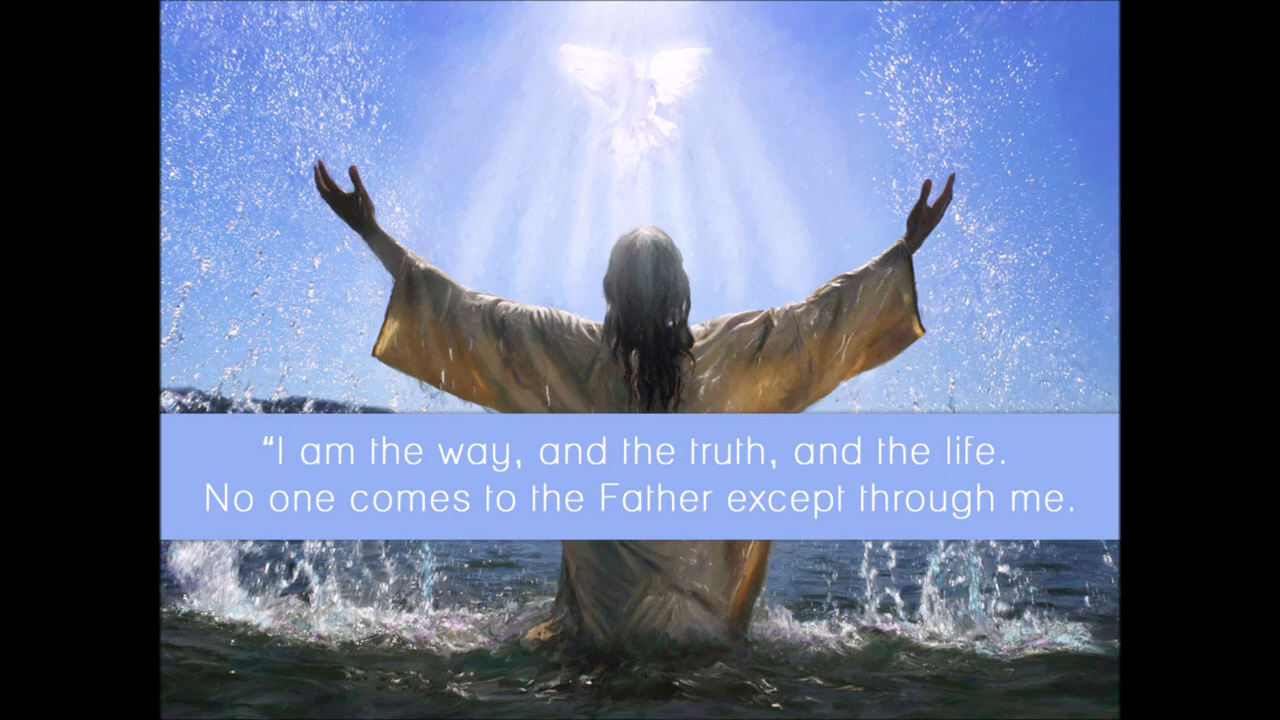 “I am the way, and the truth, and the life.
No one comes to the Father except through me.